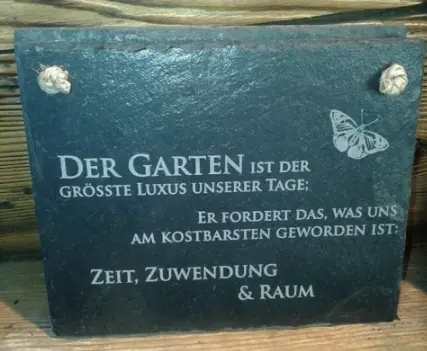 DER GARTEN IST DER
GRÖSSTE LUXUS UNSERER TAGE;
ER FORDERT DAS, WAS UNS
AM KOSTBARSTEN GEWORDEN IST:
ZEIT, ZUWENDUNG
& RAUM